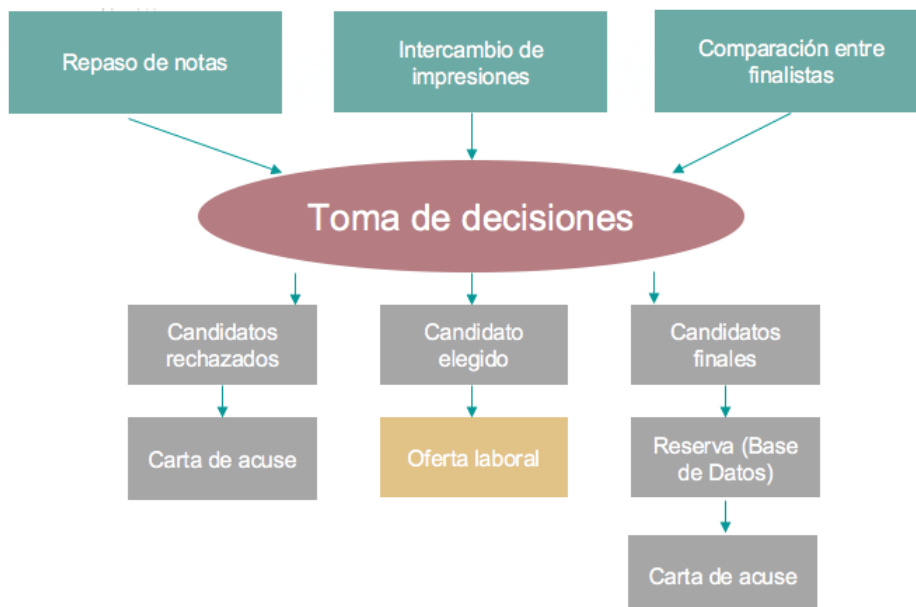 Repaso de notas
Intercambio de
impresiones
Comparación entre
finalistas
Toma de decisiones
Candidatos
rechazados
Candidato
elegido
Candidatos
finales
Carta de acuse
Oferta laboral
Reserva (Base
de Datos)
Carta de acuse